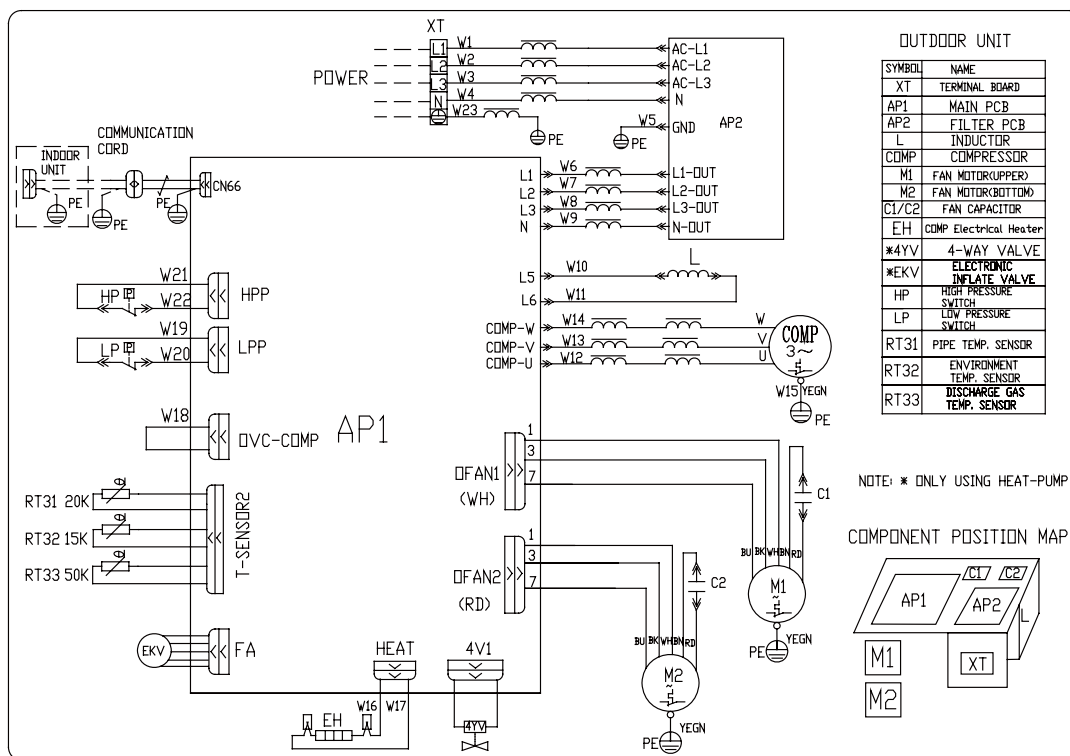 XT
POWER
L1 W1
L2 W2
L3 W3
N W4
W23
PE
AC-L1
AC-L2
AC-L3
N
W5 GND
PE
AP2
L1-OUT
L2-OUT
L3-OUT
N-OUT
COMMUNICATION
CORD
INDOOR
UNIT
PE
PE
PE
CN66
L1 W6
L2 W7
L3 W8
N W9
L5 W10
L
L6 W11
COMP-W W14 W
COMP-V W13 V
COMP-U W12 U
COMP
3~
W15 YEGN
PE
W21
HP P W22
HPP
W19
LP P W20
LPP
W18
OVC-COMP
AP1
RT31 20K
RT32 15K
RT33 50K
θ
θ
θ
T-SENSOR2
EKV
FA
HEAT
W16 W17
EH
4V1
4YV
OFAN1
(WH)
1
3
7
C1
BU BK WH BN RD
M1
~
YEGN
PE
OFAN2
(RD)
1
3
7
C2
BU BK WH BN RD
M2
~
YEGN
PE
OUTDOOR UNIT
SYMBOL NAME
XT TERMINAL BOARD
AP1 MAIN PCB
AP2 FILTER PCB
L INDUCTOR
COMP COMPRESSOR
M1 FAN MOTOR(UPPER)
M2 FAN MOTOR(BOTTOM)
C1/C2 FAN CAPACITOR
EH COMP Electrical Heater
*4YV 4-WAY VALVE
*EKV ELECTRONIC
INFLATE VALVE
HP HIGH PRESSURE
SWITCH
LP LOW PRESSURE
SWITCH
RT31 PIPE TEMP. SENSOR
RT32 ENVIRONMENT
TEMP. SENSOR
RT33 DISCHARGE GAS
TEMP. SENSOR
NOTE: * ONLY USING HEAT-PUMP
COMPONENT POSITION MAP
C1 C2
AP1 AP2
L
XT
M1
M2